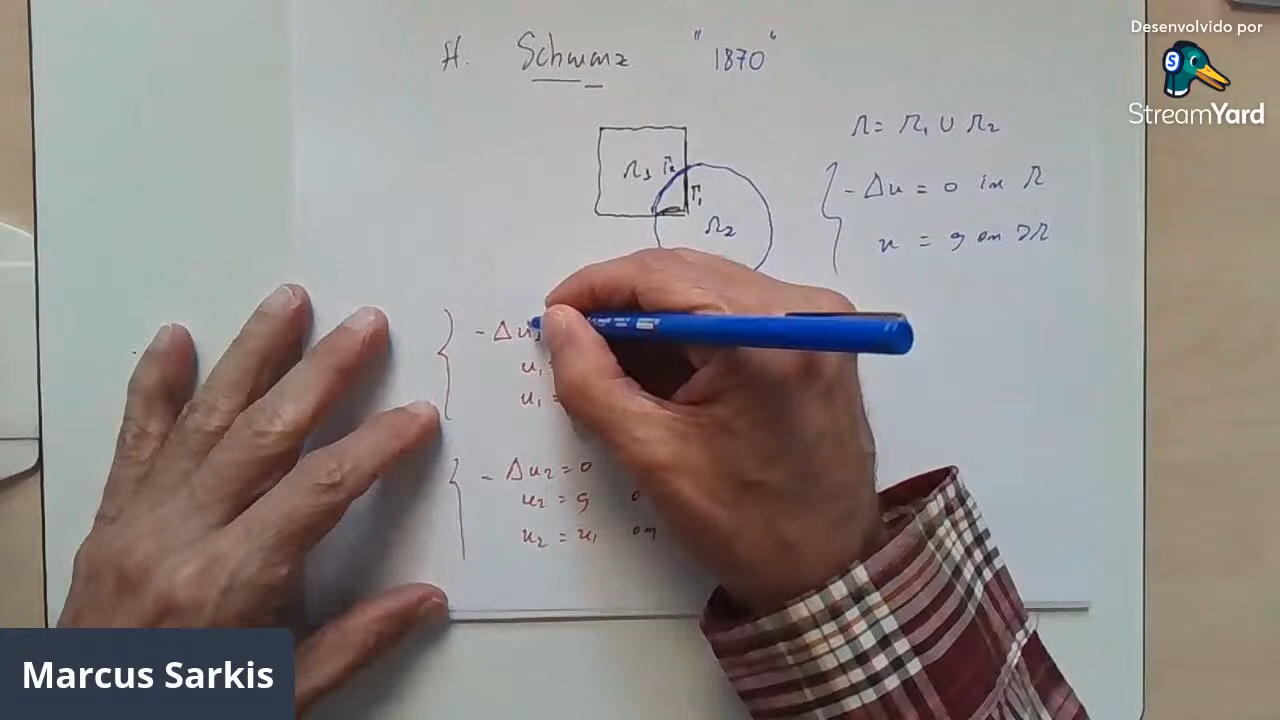 H. Schwarz "1870"
Desenvolvido por
StreamYard
Ω = Ω₁ ∪ Ω₂
-Δu = 0 in Ω
u = g on ∂Ω
Ω₁ Γ₂
Γ₁
Ω₂
-Δu₁
u₁ =
u₁ =
-Δu₂ = 0
u₂ = g
u₂ = u₁ on
Marcus Sarkis